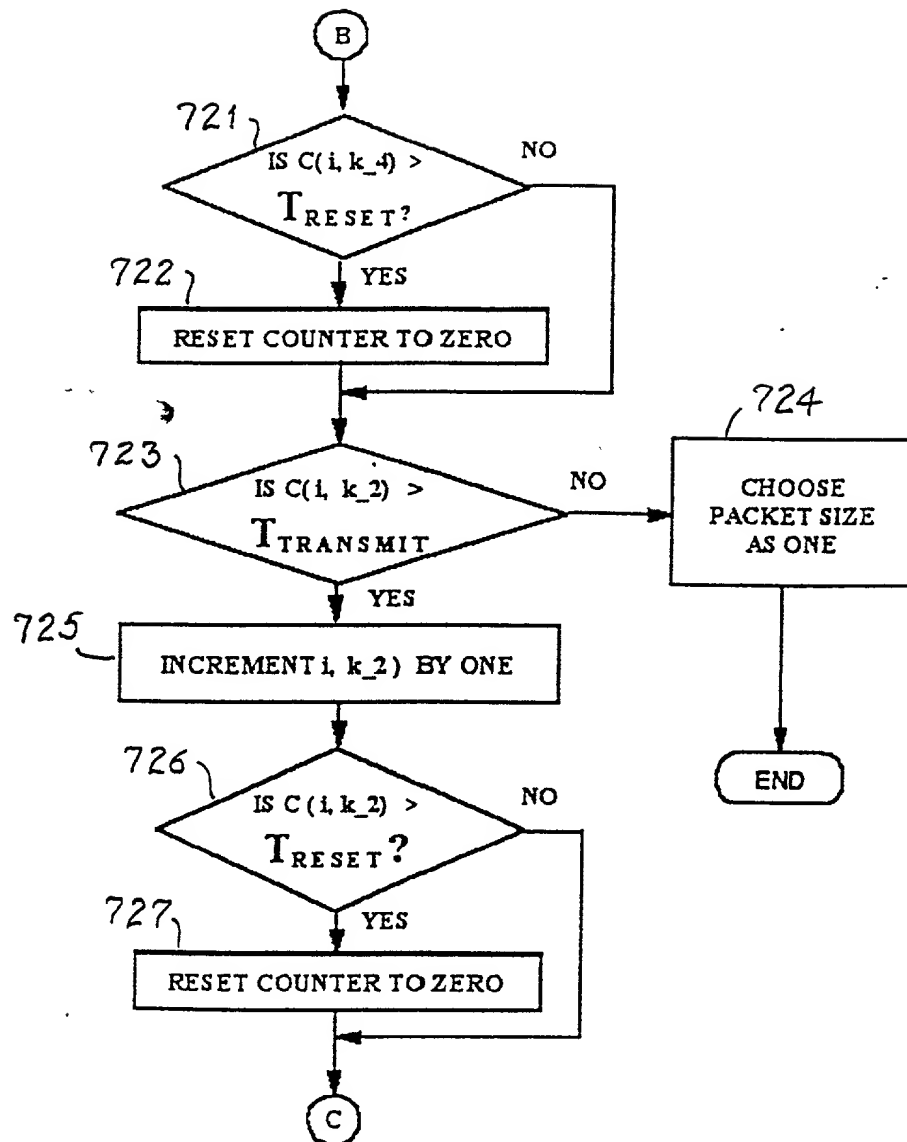 B
721
IS C(i, k_4) >
TRESET?
NO
YES
722
RESET COUNTER TO ZERO
723
IS C(i, k_2) >
TTRANSMIT
NO
724
CHOOSE
PACKET SIZE
AS ONE
YES
725
INCREMENT i, k_2) BY ONE
END
726
IS C(i, k_2) >
TRESET?
NO
YES
727
RESET COUNTER TO ZERO
C